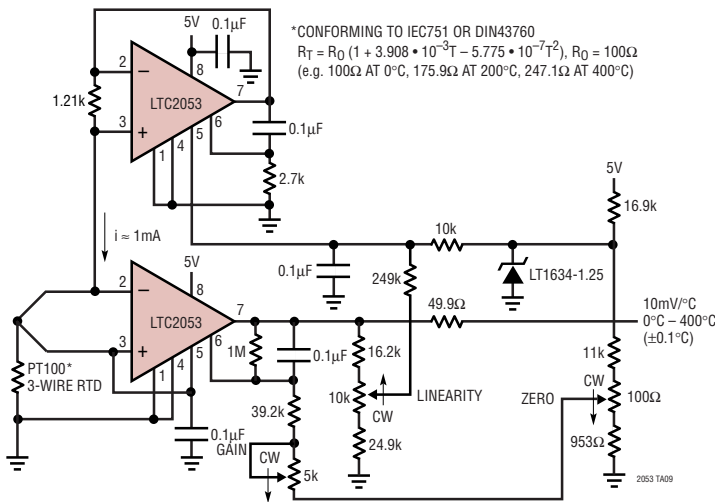 *CONFORMING TO IEC751 OR DIN43760
R_T = R_O (1 + 3.908 • 10⁻³T – 5.775 • 10⁻⁷T²), R_O = 100Ω
(e.g. 100Ω AT 0°C, 175.9Ω AT 200°C, 247.1Ω AT 400°C)
5V
0.1µF
2
–
8
1.21k
LTC2053
7
3
+
5
6
0.1µF
1
4
2.7k
5V
16.9k
10k
i ≈ 1mA
5V
0.1µF
249k
LT1634-1.25
2
–
8
7
49.9Ω
10mV/°C
0°C – 400°C
(±0.1°C)
LTC2053
3
+
5
6
1M
0.1µF
16.2k
11k
PT100*
3-WIRE RTD
1
4
39.2k
10k
CW
LINEARITY
ZERO
CW
100Ω
0.1µF
GAIN
CW
5k
24.9k
953Ω
2053 TA09